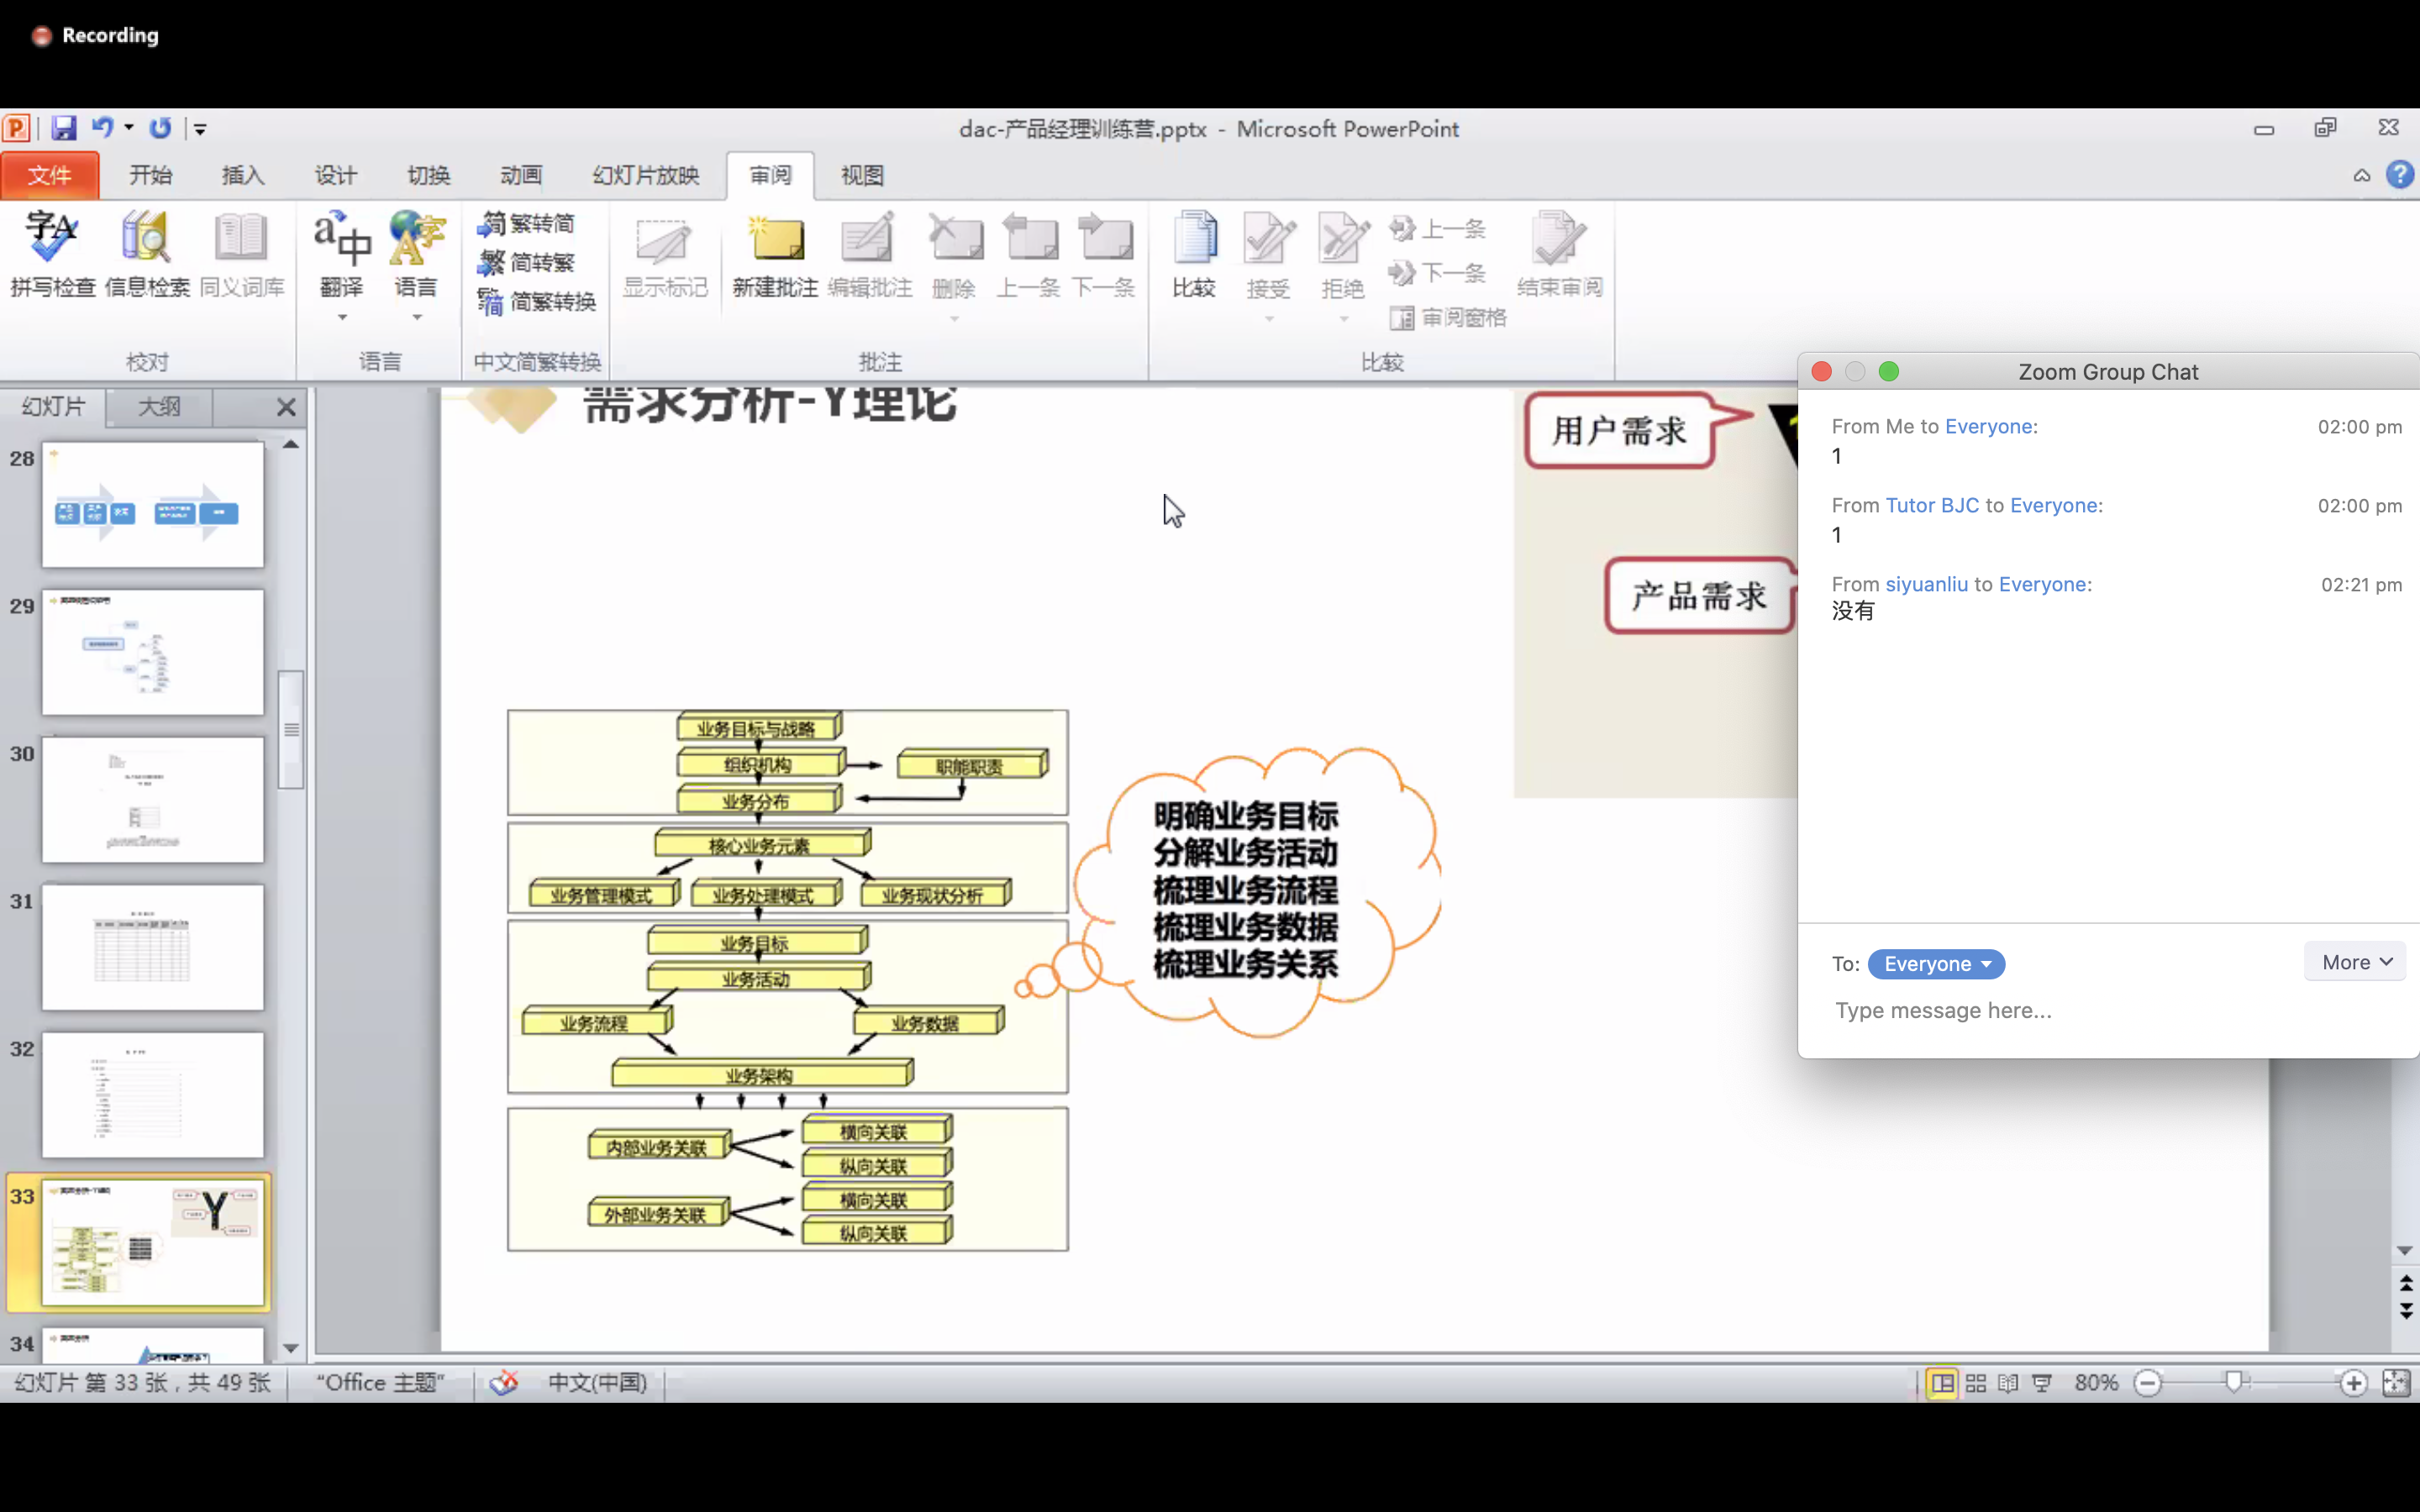 Recording
dac-产品经理训练营.pptx - Microsoft PowerPoint
文件 开始 插入 设计 切换 动画 幻灯片放映 审阅 视图
拼写检查 信息检索 同义词库
翻译 语言
繁转简
简转繁
简繁转换
显示标记 新建批注 编辑批注 删除 上一条 下一条
比较 接受 拒绝
上一条
下一条
审阅窗格
结束审阅
校对 语言 中文简繁转换 批注 比较
幻灯片 大纲
28
29
30
31
32
33
34
需求分析-Y理论
用户需求
产品需求
业务目标与战略
组织机构 职能职责
业务分布
核心业务元素
业务管理模式 业务处理模式 业务现状分析
业务目标
业务活动
业务流程 业务数据
业务架构
内部业务关联
横向关联
纵向关联
外部业务关联
横向关联
纵向关联
明确业务目标
分解业务活动
梳理业务流程
梳理业务数据
梳理业务关系
Zoom Group Chat
From Me to Everyone: 02:00 pm
1
From Tutor BJC to Everyone: 02:00 pm
1
From siyuanliu to Everyone: 02:21 pm
没有
To: Everyone More
Type message here...
幻灯片 第 33 张，共 49 张 “Office 主题” 中文(中国) 80%